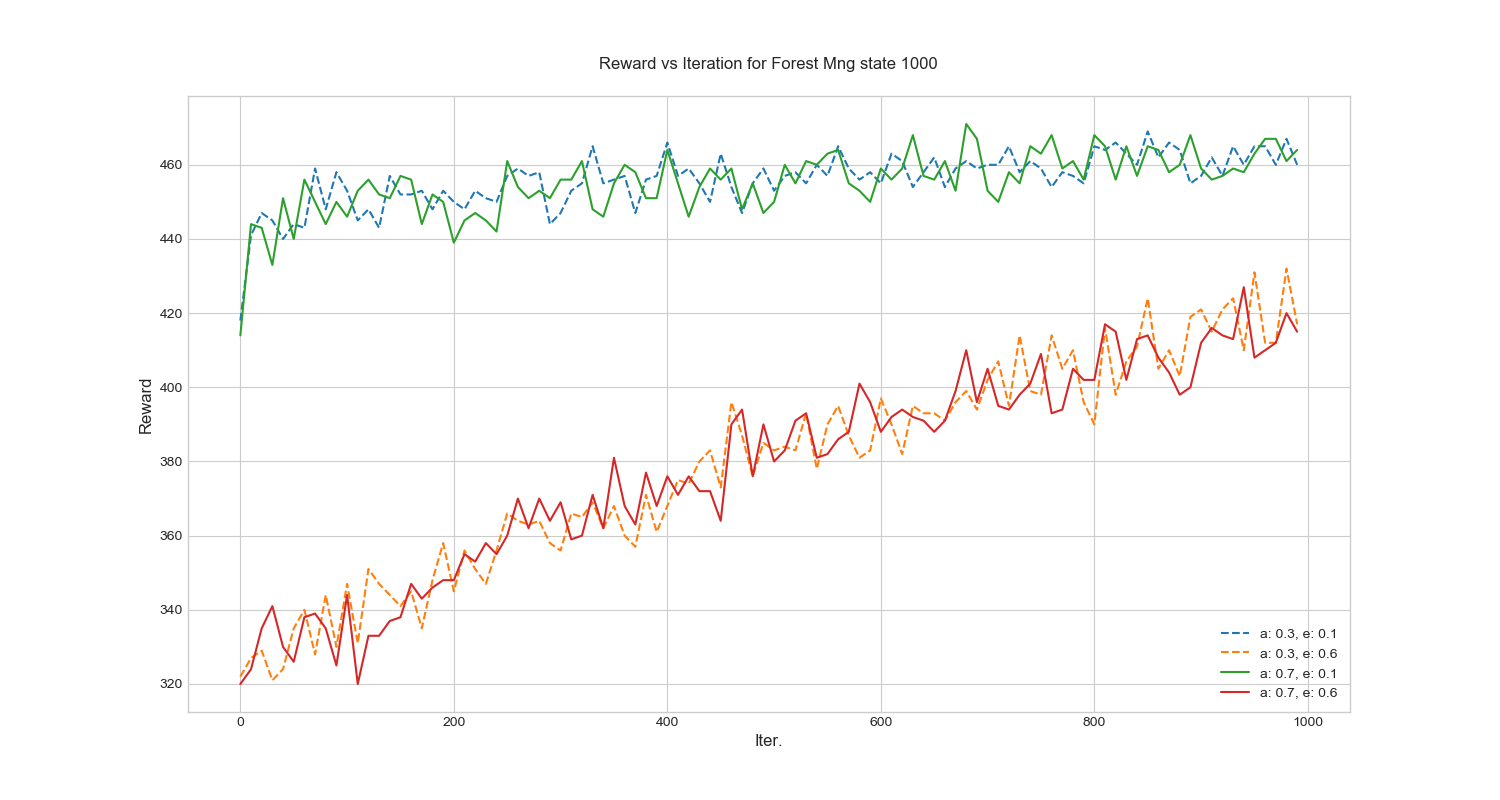 Reward vs Iteration for Forest Mng state 1000
Reward
460
440
420
400
380
360
340
320
0 200 400 600 800 1000
Iter.
a: 0.3, e: 0.1
a: 0.3, e: 0.6
a: 0.7, e: 0.1
a: 0.7, e: 0.6